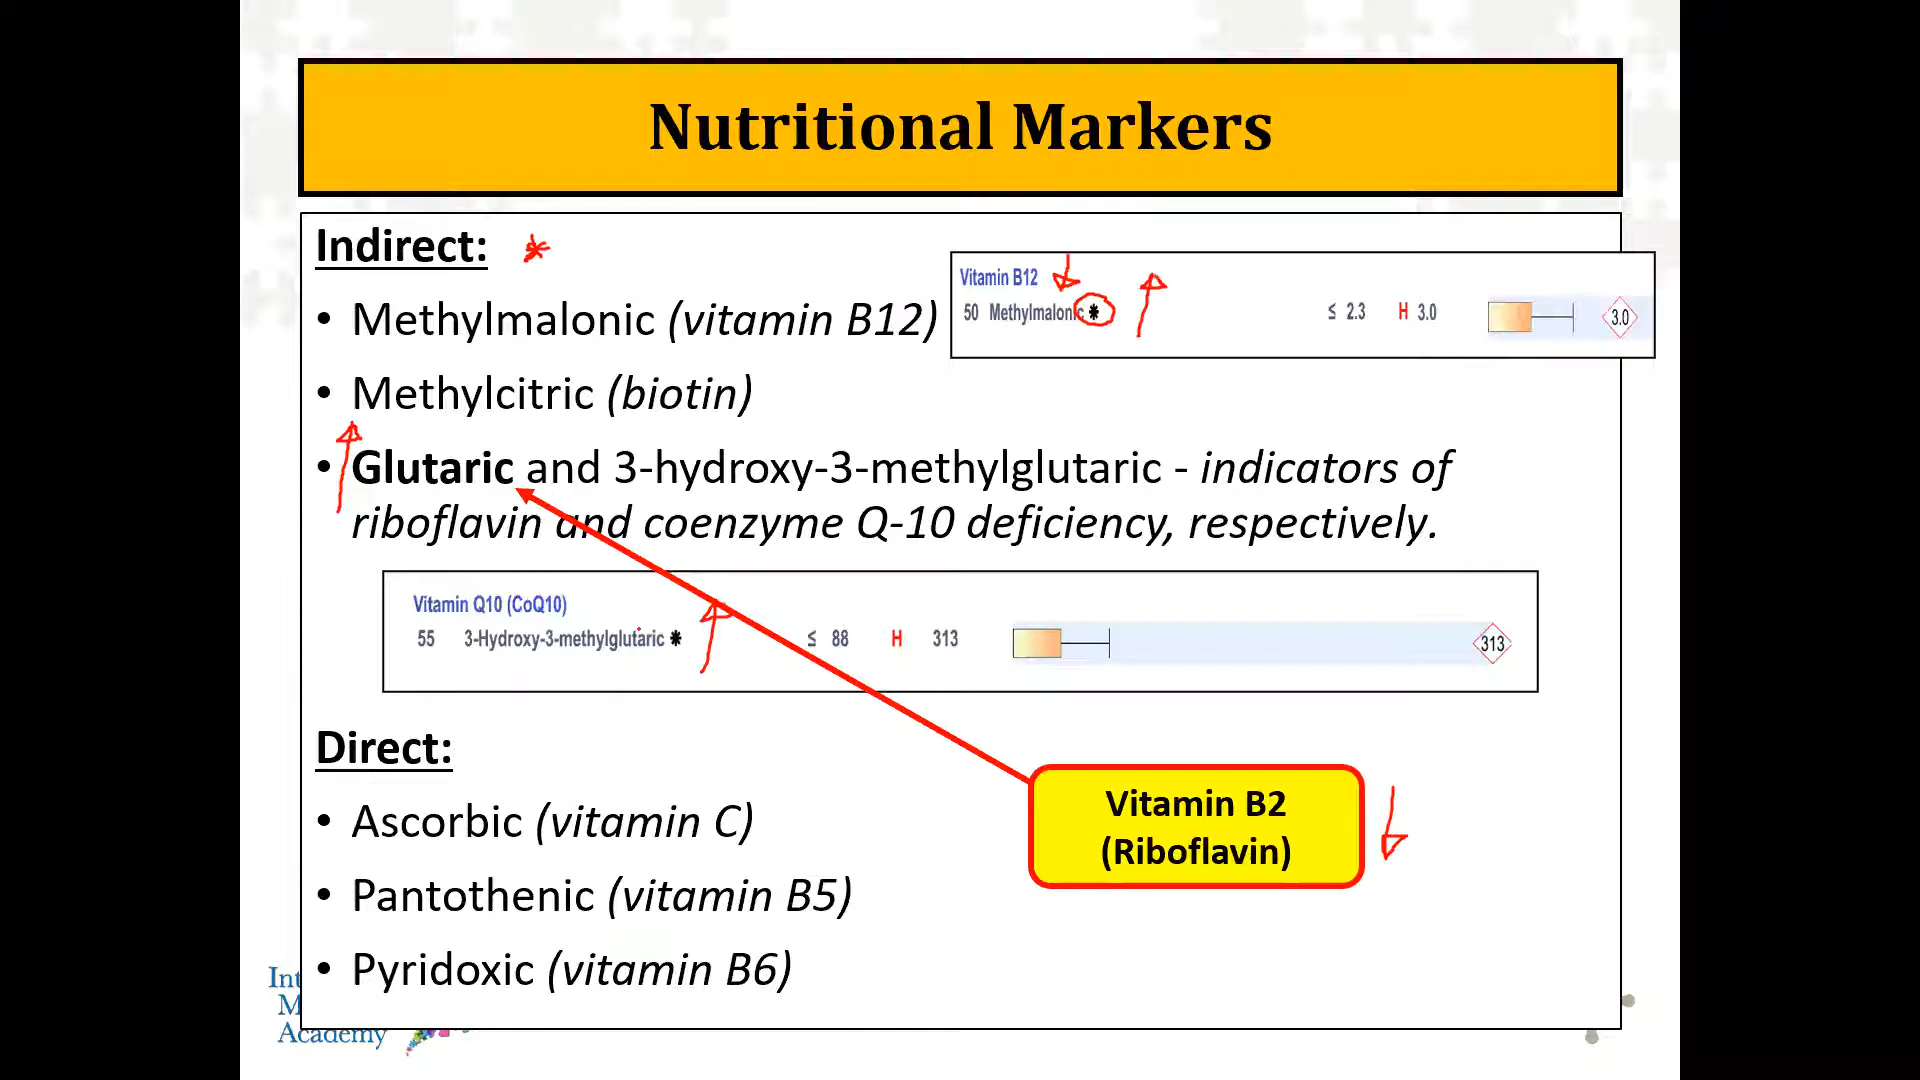 Nutritional Markers
Indirect: *
• Methylmalonic (vitamin B12)
Vitamin B12
50 Methylmalonic * ≤ 2.3 H 3.0 3.0
• Methylcitric (biotin)
• Glutaric and 3-hydroxy-3-methylglutaric - indicators of
riboflavin and coenzyme Q-10 deficiency, respectively.
Vitamin Q10 (CoQ10)
55 3-Hydroxy-3-methylglutaric * ≤ 88 H 313 313
Direct:
• Ascorbic (vitamin C)
• Pantothenic (vitamin B5)
• Pyridoxic (vitamin B6)
Vitamin B2
(Riboflavin)
Int
M
Academy